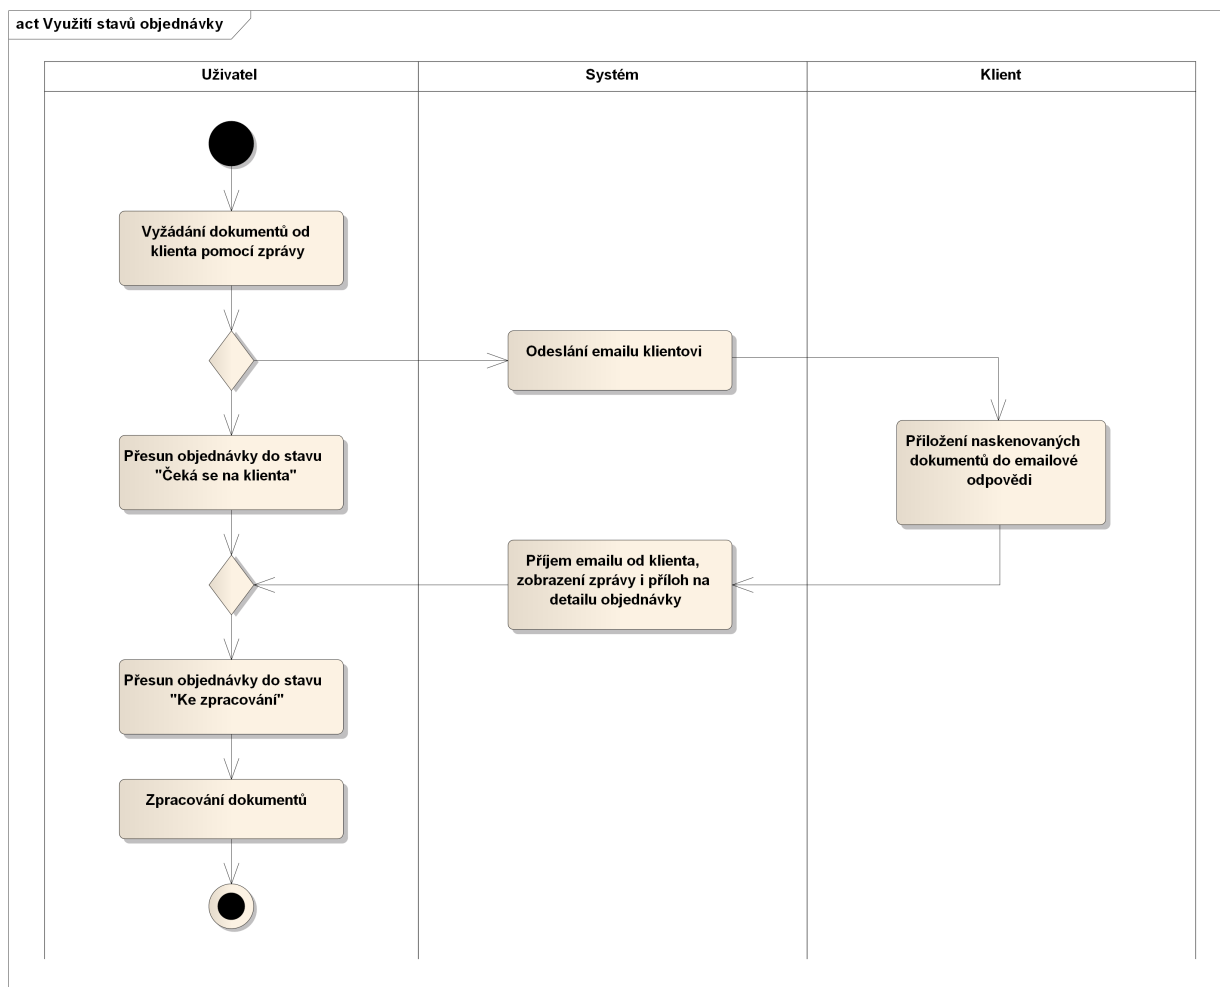 act Využití stavů objednávky
Uživatel
Systém
Klient
Vyžádání dokumentů od
klienta pomocí zprávy
Odeslání emailu klientovi
Přiložení naskenovaných
dokumentů do emailové
odpovědi
Přesun objednávky do stavu
"Čeká se na klienta"
Příjem emailu od klienta,
zobrazení zprávy i příloh na
detailu objednávky
Přesun objednávky do stavu
"Ke zpracování"
Zpracování dokumentů